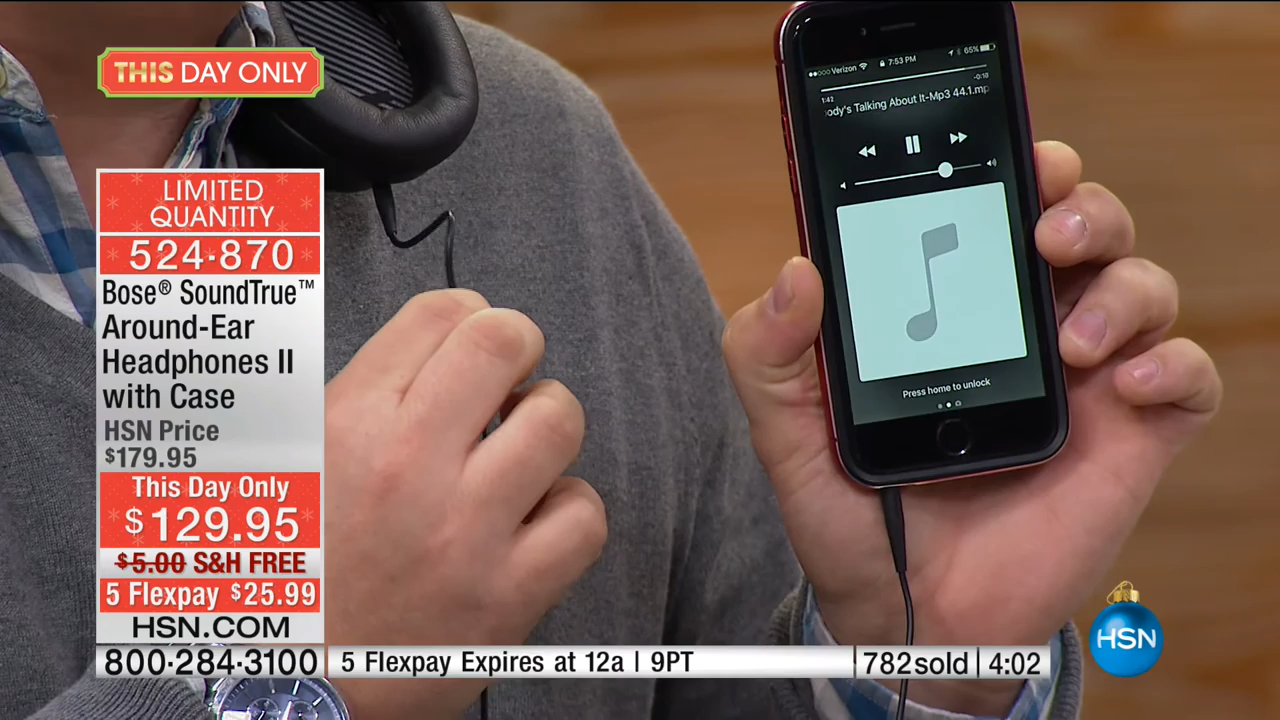 THIS DAY ONLY
LIMITED
QUANTITY
524·870
Bose® SoundTrue™
Around-Ear
Headphones II
with Case
HSN Price
$179.95
This Day Only
$129.95
$5.00 S&H FREE
5 Flexpay $25.99
HSN.COM
800·284·3100
5 Flexpay Expires at 12a | 9PT
782sold | 4:02
HSN
Verizon 7:53 PM 65%
1:42 -0:18
ody's Talking About It-Mp3 44.1.mp
Press home to unlock